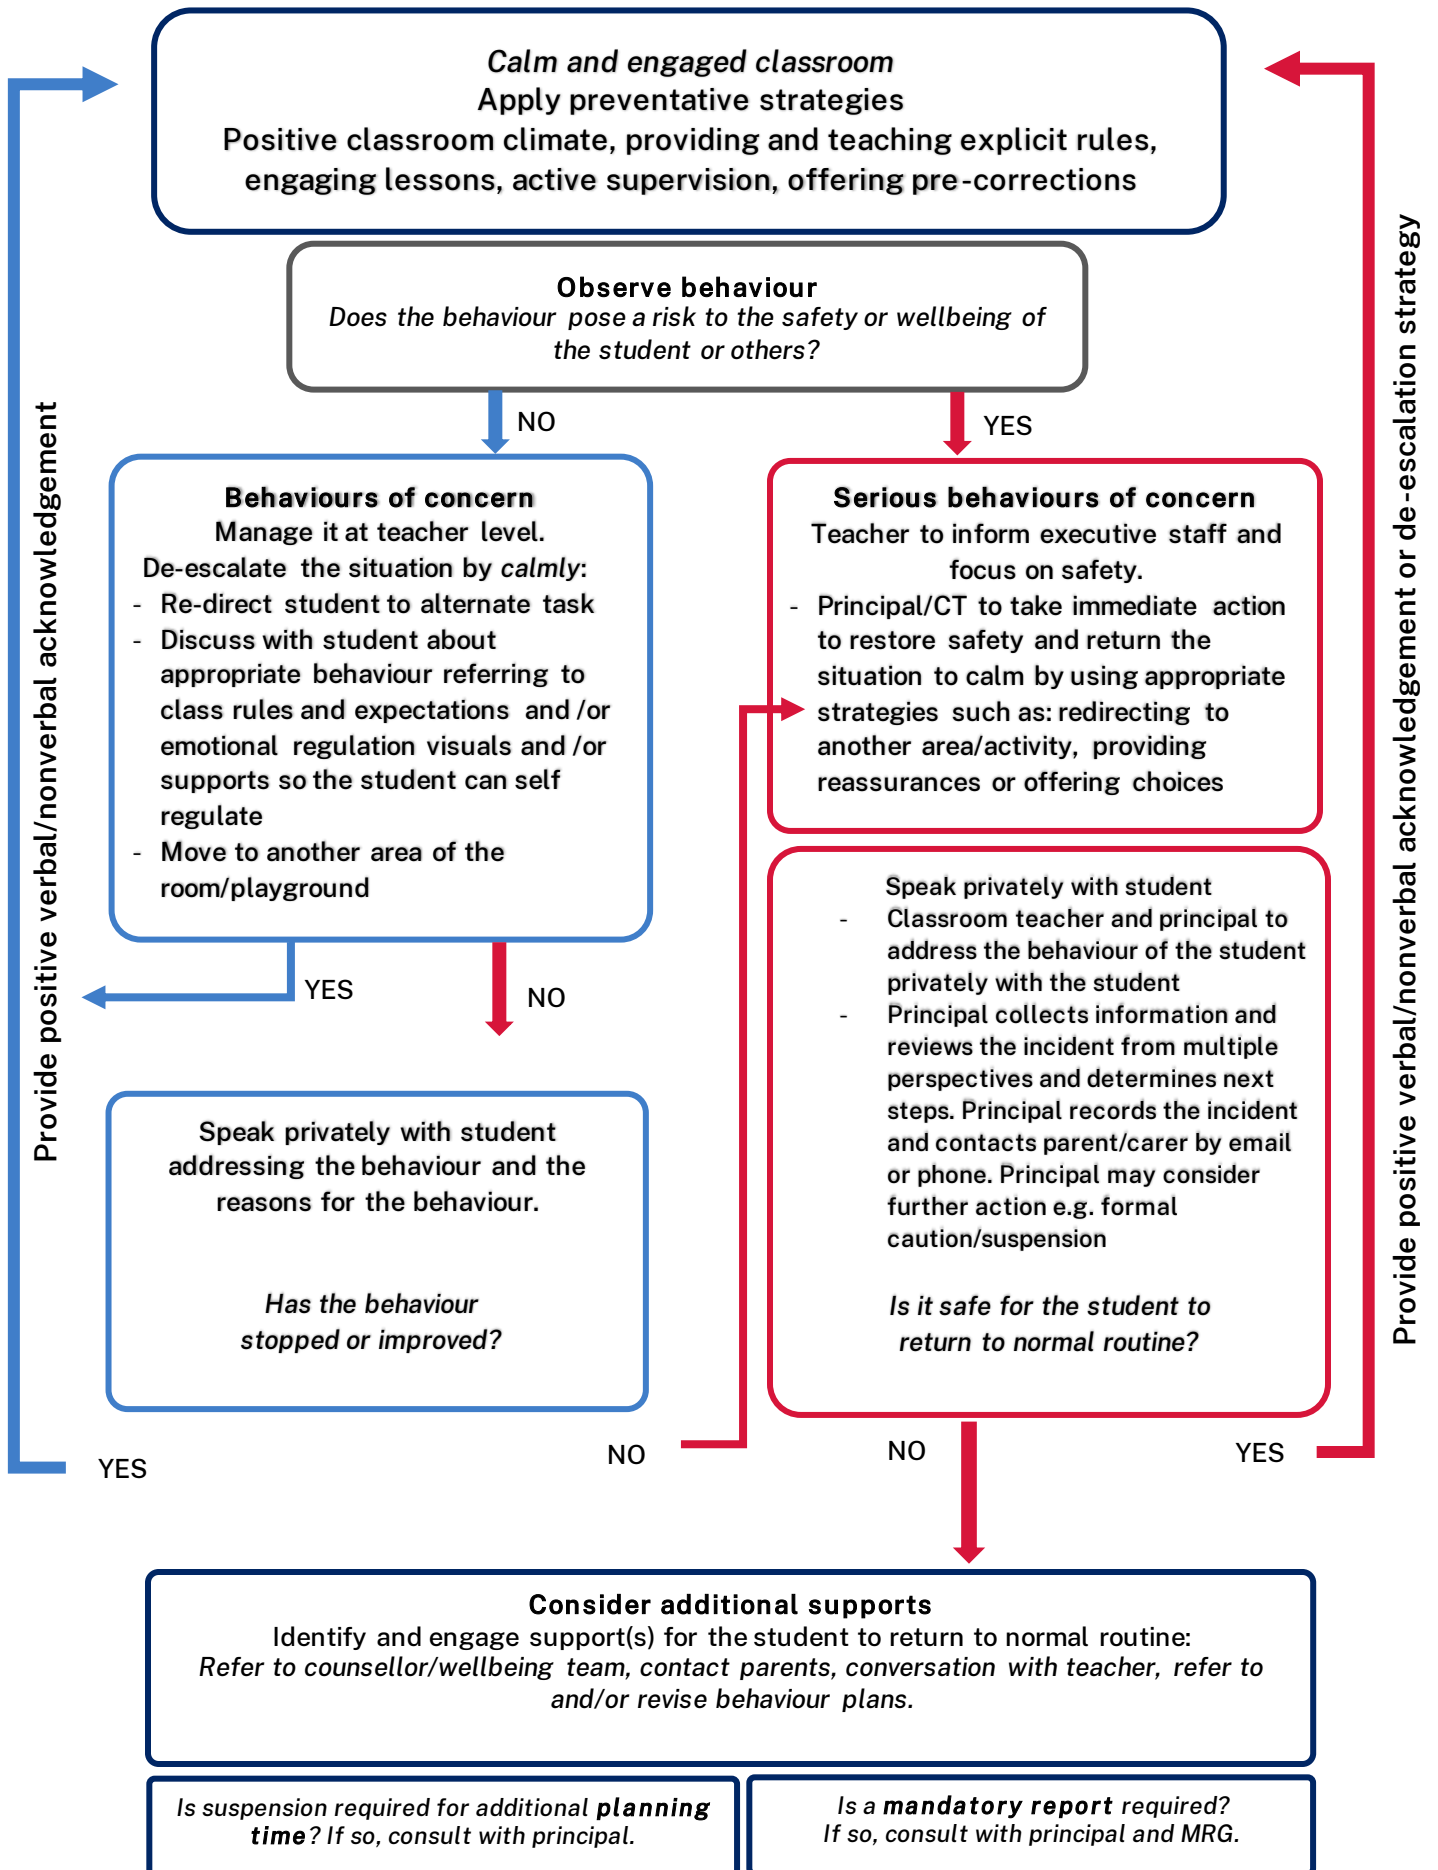 Calm and engaged classroom
Apply preventative strategies
Positive classroom climate, providing and teaching explicit rules,
engaging lessons, active supervision, offering pre-corrections
Observe behaviour
Does the behaviour pose a risk to the safety or wellbeing of
the student or others?
NO
YES
Behaviours of concern
Manage it at teacher level.
De-escalate the situation by calmly:
- Re-direct student to alternate task
- Discuss with student about
appropriate behaviour referring to
class rules and expectations and /or
emotional regulation visuals and /or
supports so the student can self
regulate
- Move to another area of the
room/playground
Serious behaviours of concern
Teacher to inform executive staff and
focus on safety.
- Principal/CT to take immediate action
to restore safety and return the
situation to calm by using appropriate
strategies such as: redirecting to
another area/activity, providing
reassurances or offering choices
YES
NO
Speak privately with student
addressing the behaviour and the
reasons for the behaviour.
Has the behaviour
stopped or improved?
Speak privately with student
- Classroom teacher and principal to
address the behaviour of the student
privately with the student
- Principal collects information and
reviews the incident from multiple
perspectives and determines next
steps. Principal records the incident
and contacts parent/carer by email
or phone. Principal may consider
further action e.g. formal
caution/suspension
Is it safe for the student to
return to normal routine?
YES
NO
NO
YES
Provide positive verbal/nonverbal acknowledgement
Provide positive verbal/nonverbal acknowledgement or de-escalation strategy
Consider additional supports
Identify and engage support(s) for the student to return to normal routine:
Refer to counsellor/wellbeing team, contact parents, conversation with teacher, refer to
and/or revise behaviour plans.
Is suspension required for additional planning
time? If so, consult with principal.
Is a mandatory report required?
If so, consult with principal and MRG.